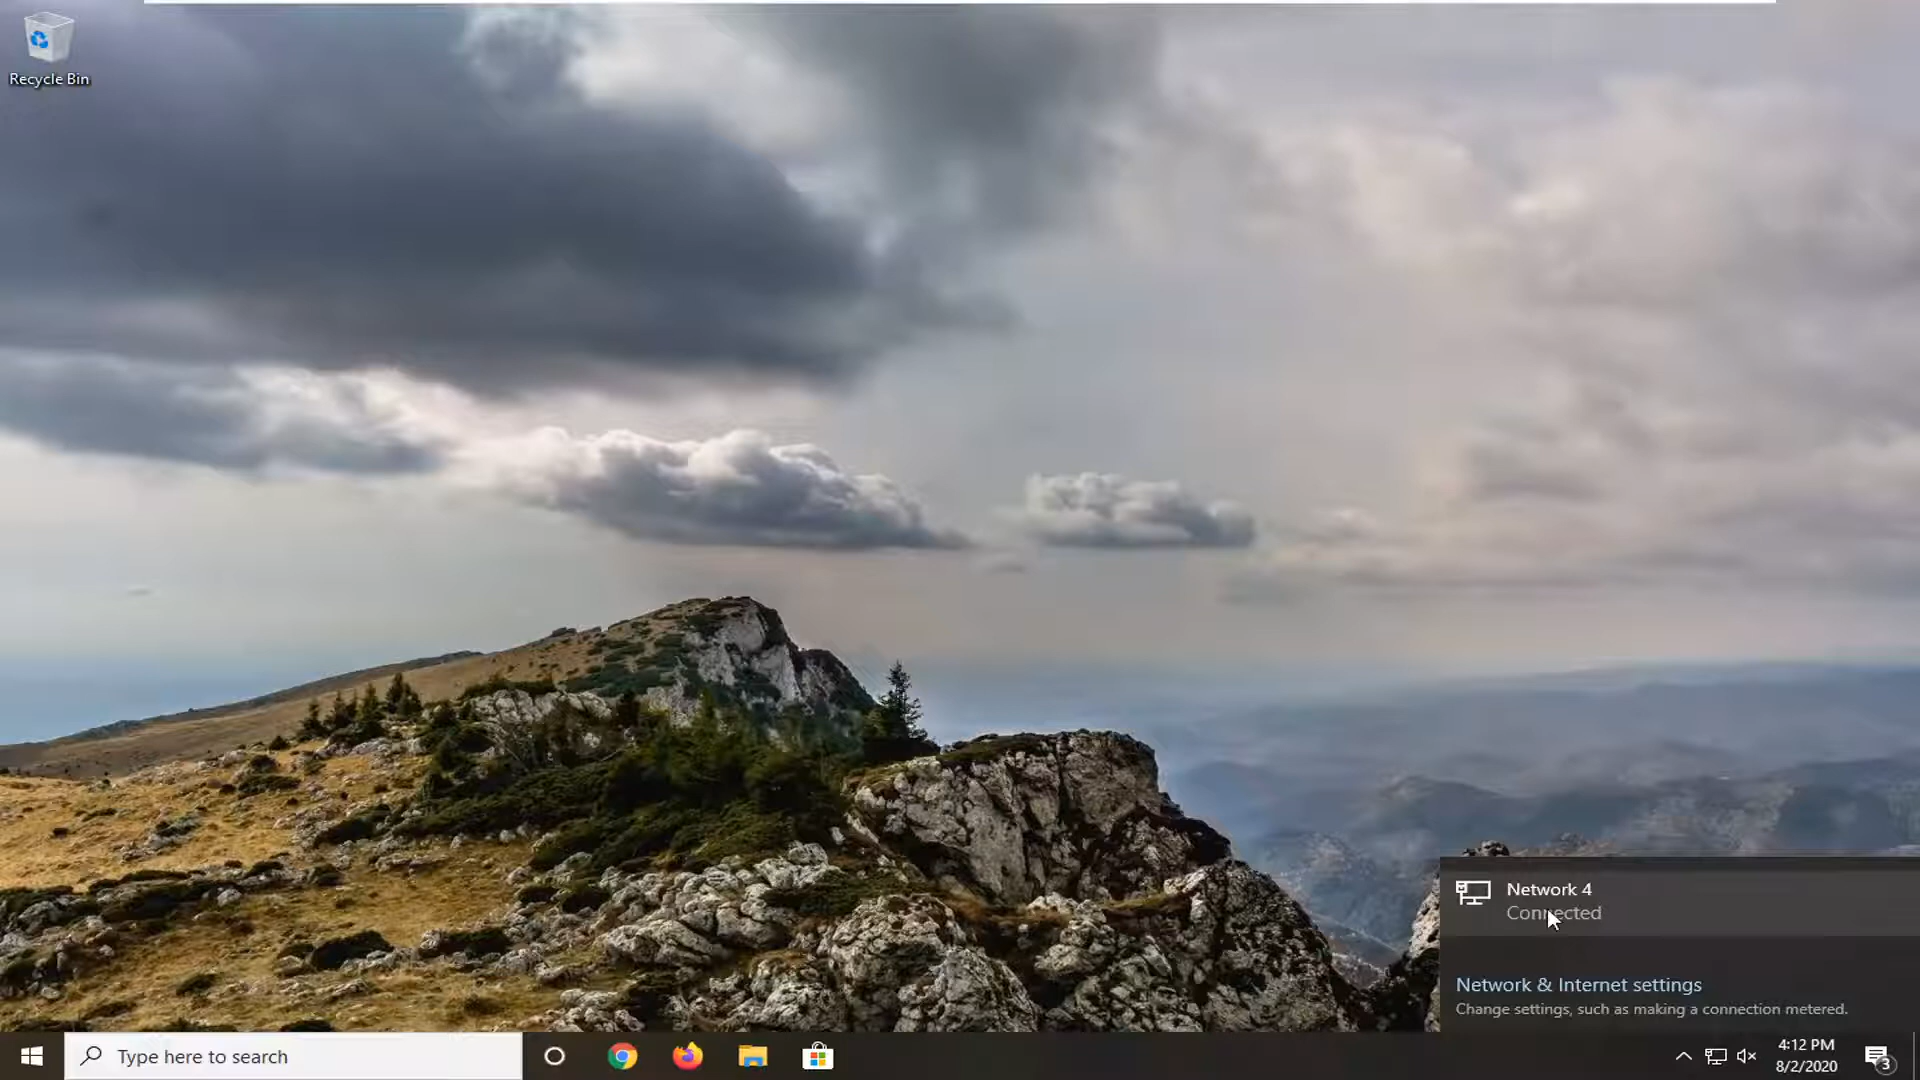 Recycle Bin
Network 4
Connected
Network & Internet settings
Change settings, such as making a connection metered.
Type here to search
4:12 PM
8/2/2020
3